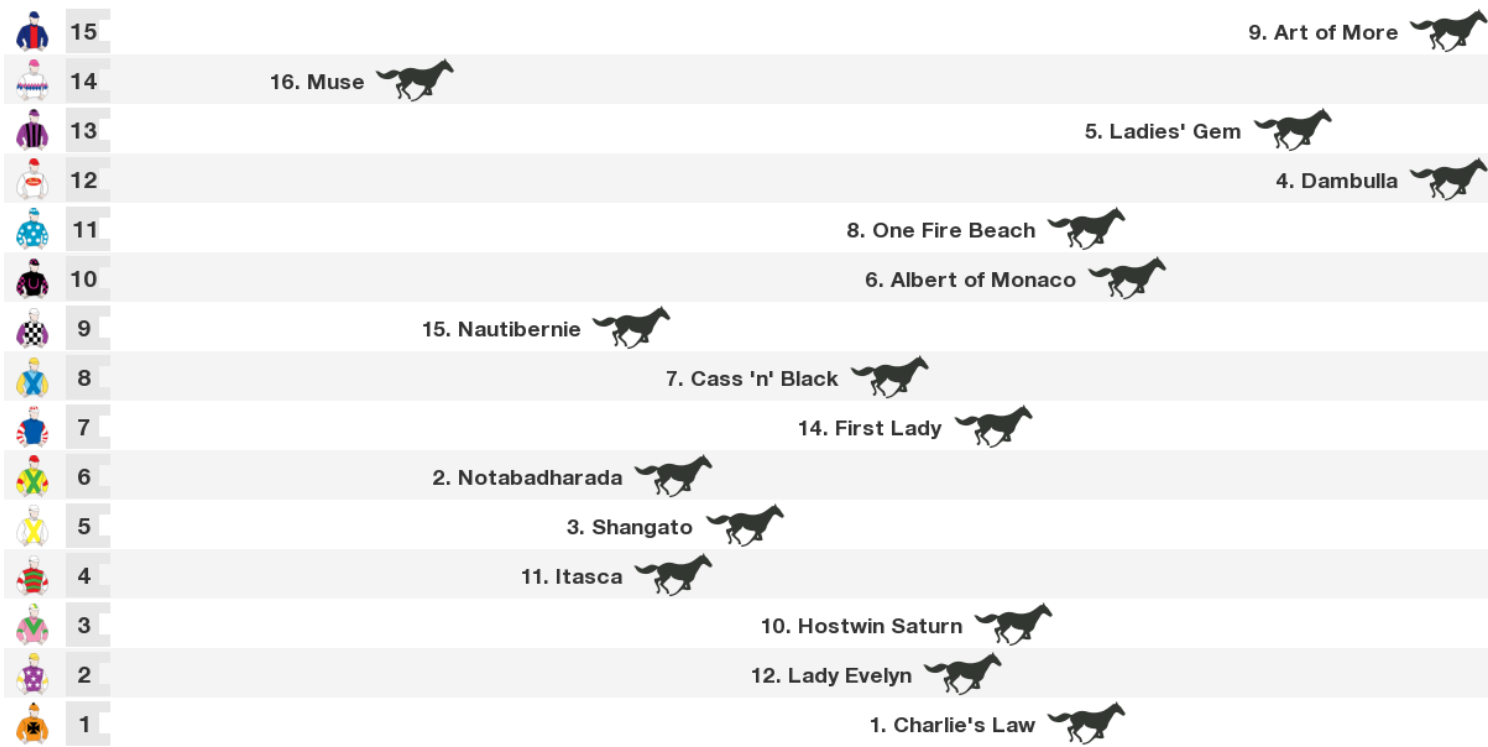 15 9. Art of More
14 16. Muse
13 5. Ladies' Gem
12 4. Dambulla
11 8. One Fire Beach
10 6. Albert of Monaco
9 15. Nautibernie
8 7. Cass 'n' Black
7 14. First Lady
6 2. Notabadharada
5 3. Shangato
4 11. Itasca
3 10. Hostwin Saturn
2 12. Lady Evelyn
1 1. Charlie's Law